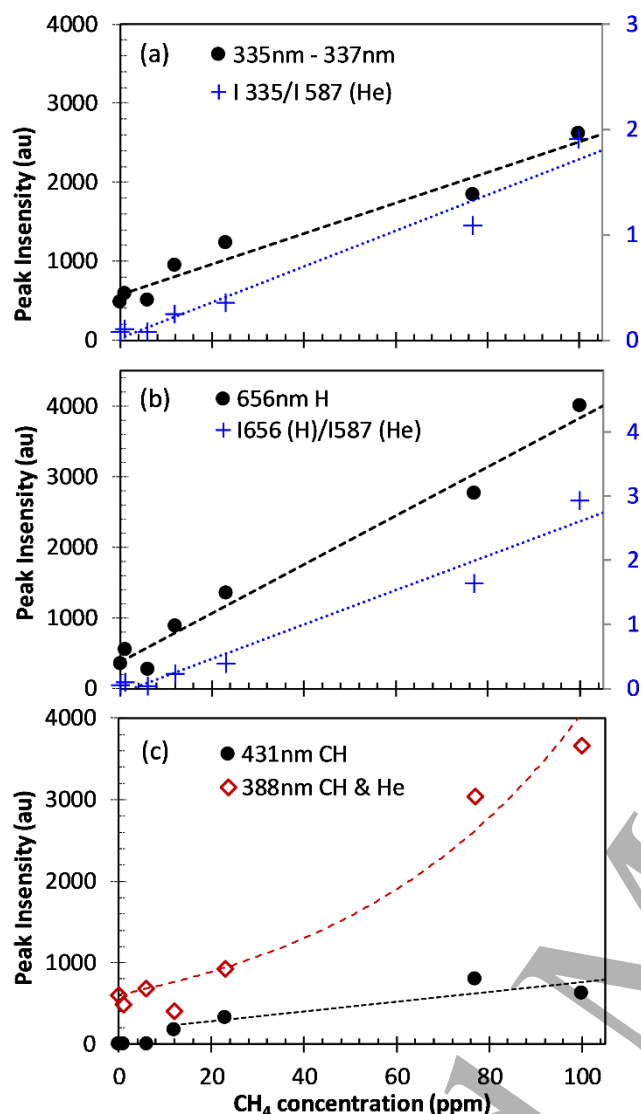 4000
3000
2000
1000
0
Peak Insensity (au)
(a)
335nm - 337nm
I 335/I 587 (He)
3
2
1
0
4000
3000
2000
1000
0
Peak Insensity (au)
(b)
656nm H
I656 (H)/I587 (He)
4
3
2
1
0
4000
3000
2000
1000
0
Peak Insensity (au)
(c)
431nm CH
388nm CH & He
0 20 40 60 80 100
CH₄ concentration (ppm)